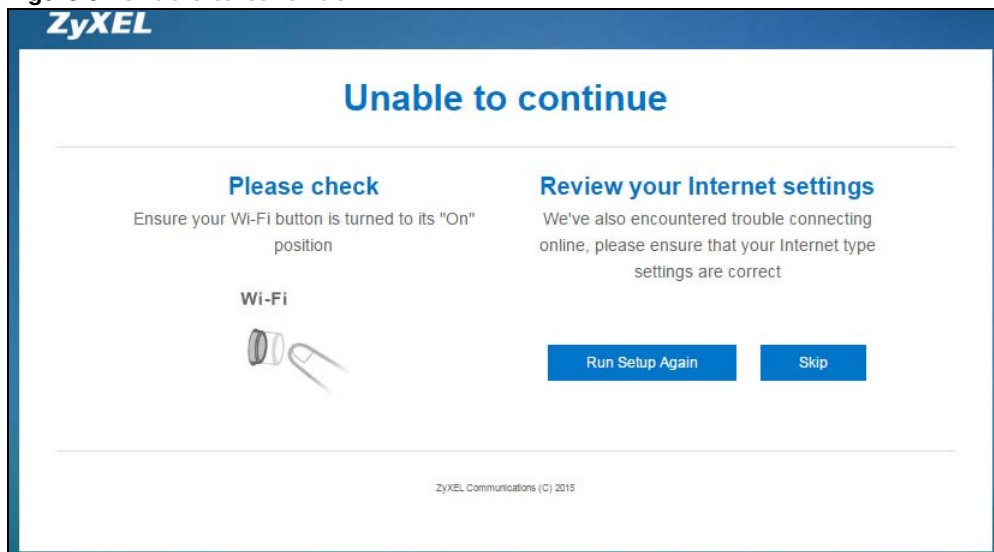 ZyXEL
Unable to continue
Please check
Ensure your Wi-Fi button is turned to its "On"
position
Wi-Fi
Review your Internet settings
We've also encountered trouble connecting
online, please ensure that your Internet type
settings are correct
Run Setup Again
Skip
ZyXEL Communications (C) 2015